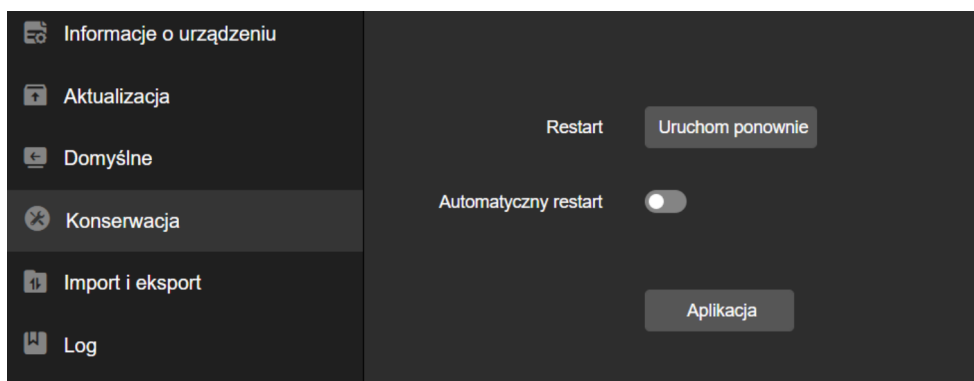 Informacje o urządzeniu
Aktualizacja
Domyślne
Konserwacja
Import i eksport
Log
Restart Uruchom ponownie
Automatyczny restart
Aplikacja